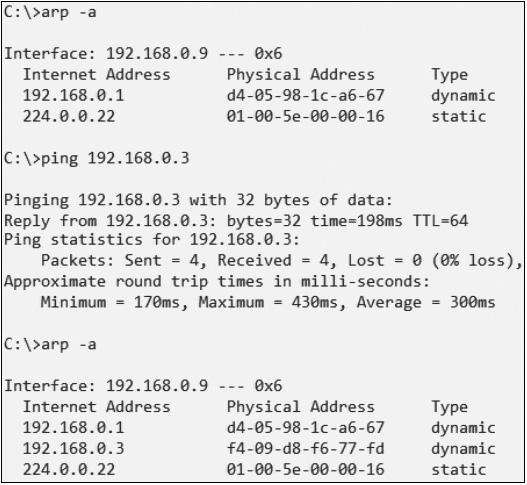 C:\>arp -a
Interface: 192.168.0.9 --- 0x6
Internet Address Physical Address Type
192.168.0.1 d4-05-98-1c-a6-67 dynamic
224.0.0.22 01-00-5e-00-00-16 static
C:\>ping 192.168.0.3
Pinging 192.168.0.3 with 32 bytes of data:
Reply from 192.168.0.3: bytes=32 time=198ms TTL=64
Ping statistics for 192.168.0.3:
Packets: Sent = 4, Received = 4, Lost = 0 (0% loss),
Approximate round trip times in milli-seconds:
Minimum = 170ms, Maximum = 430ms, Average = 300ms
C:\>arp -a
Interface: 192.168.0.9 --- 0x6
Internet Address Physical Address Type
192.168.0.1 d4-05-98-1c-a6-67 dynamic
192.168.0.3 f4-09-d8-f6-77-fd dynamic
224.0.0.22 01-00-5e-00-00-16 static